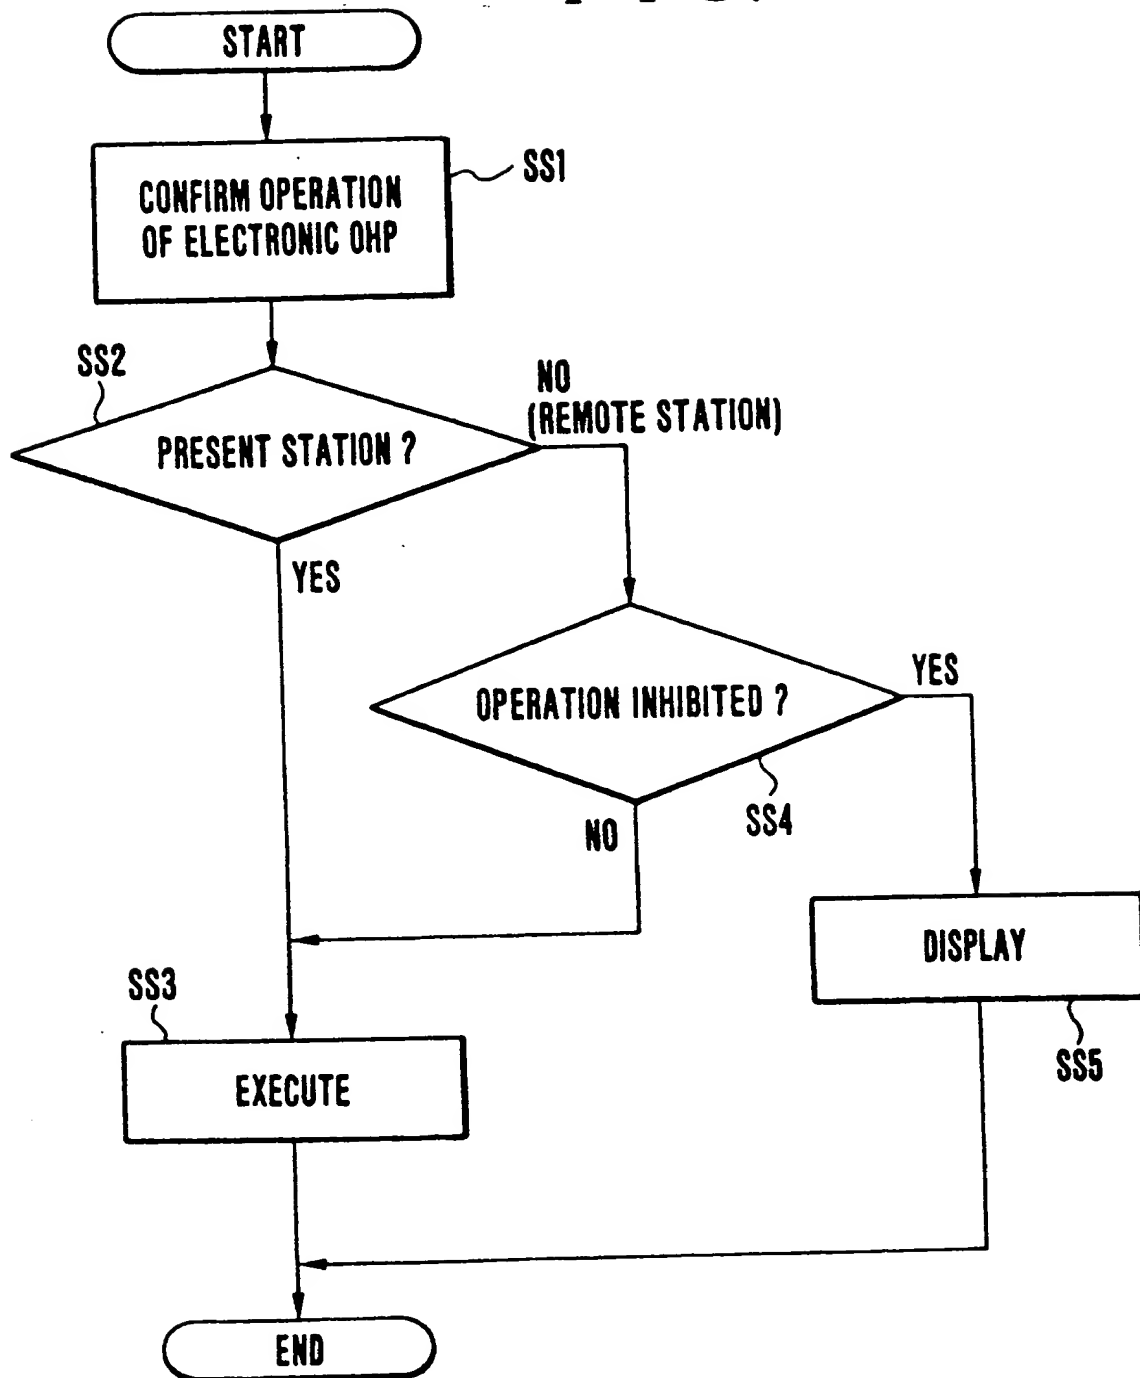 START
CONFIRM OPERATION
OF ELECTRONIC OHP
SS1
SS2
PRESENT STATION ?
NO
(REMOTE STATION)
YES
OPERATION INHIBITED ?
YES
SS4
NO
DISPLAY
SS5
SS3
EXECUTE
END